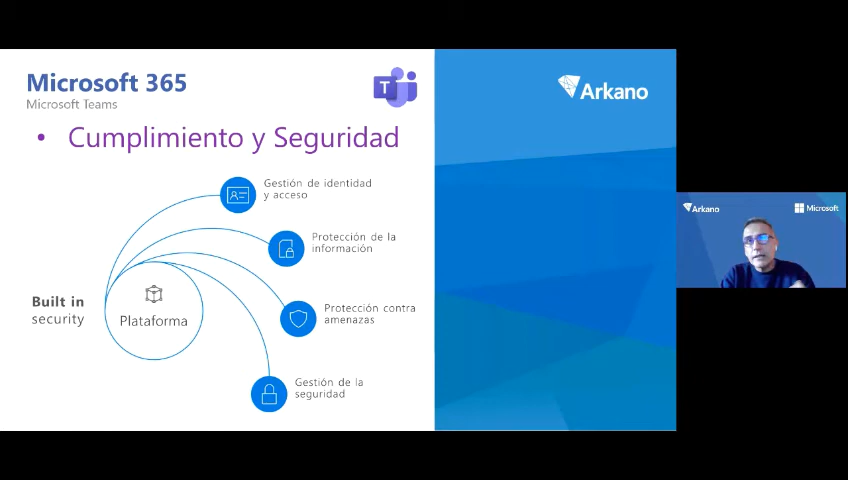 Microsoft 365
Microsoft Teams
T
Arkano
• Cumplimiento y Seguridad
Gestión de identidad
y acceso
Protección de la
información
Built in
security
Plataforma
Protección contra
amenazas
Gestión de la
seguridad
Arkano
Microsoft